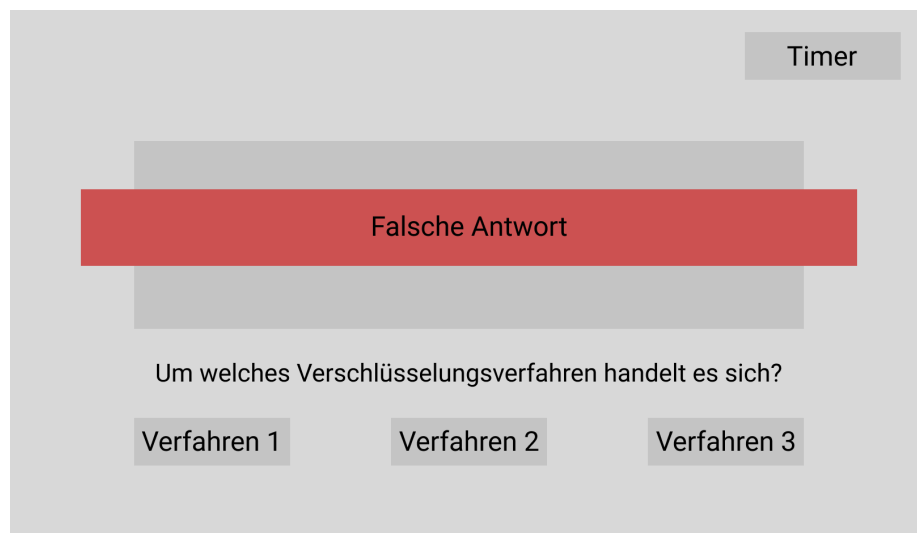 Timer
Falsche Antwort
Um welches Verschlüsselungsverfahren handelt es sich?
Verfahren 1
Verfahren 2
Verfahren 3